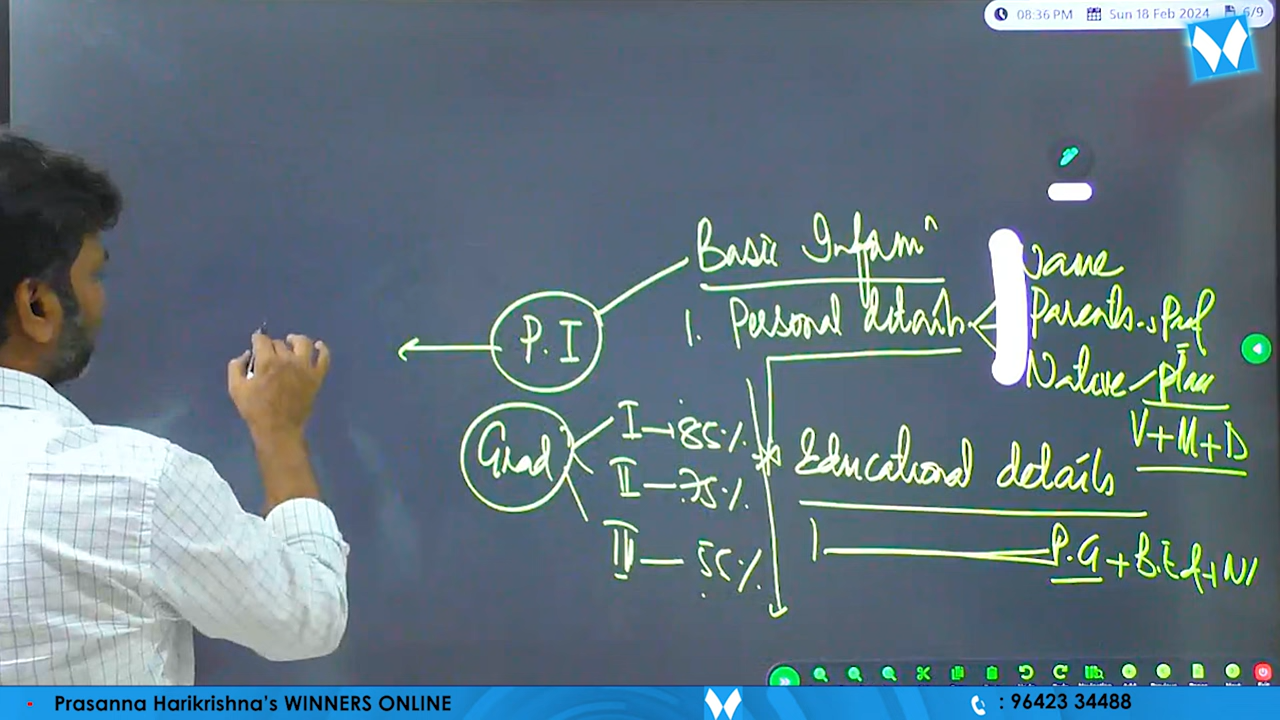 08:36 PM Sun 18 Feb 2024 6/9
Basic Inform^n
1. Personal details
Name
Parents → Prof
Native – place
V+M+D
P.I
Grad^n
I → 85%
II – 75%
III – 55%
Educational details
1 P.G + B.Ed +
Prasanna Harikrishna's WINNERS ONLINE
: 96423 34488